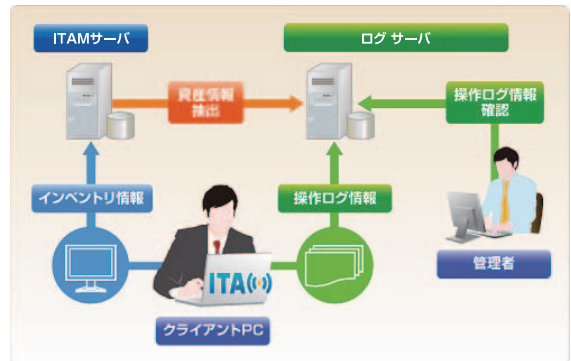 ITAMサーバ
ログ サーバ
資産情報
抽出
操作ログ情報
確認
インベントリ情報
操作ログ情報
ITA
管理者
クライアントPC